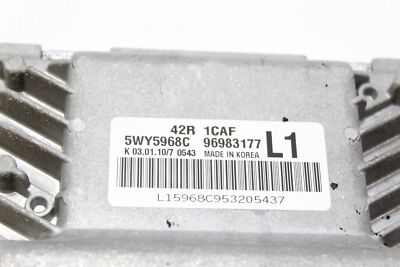 42R 1CAF
5WY5968C 96983177 L1
K 03.01.10/7 0543 MADE IN KOREA
L15968C953205437